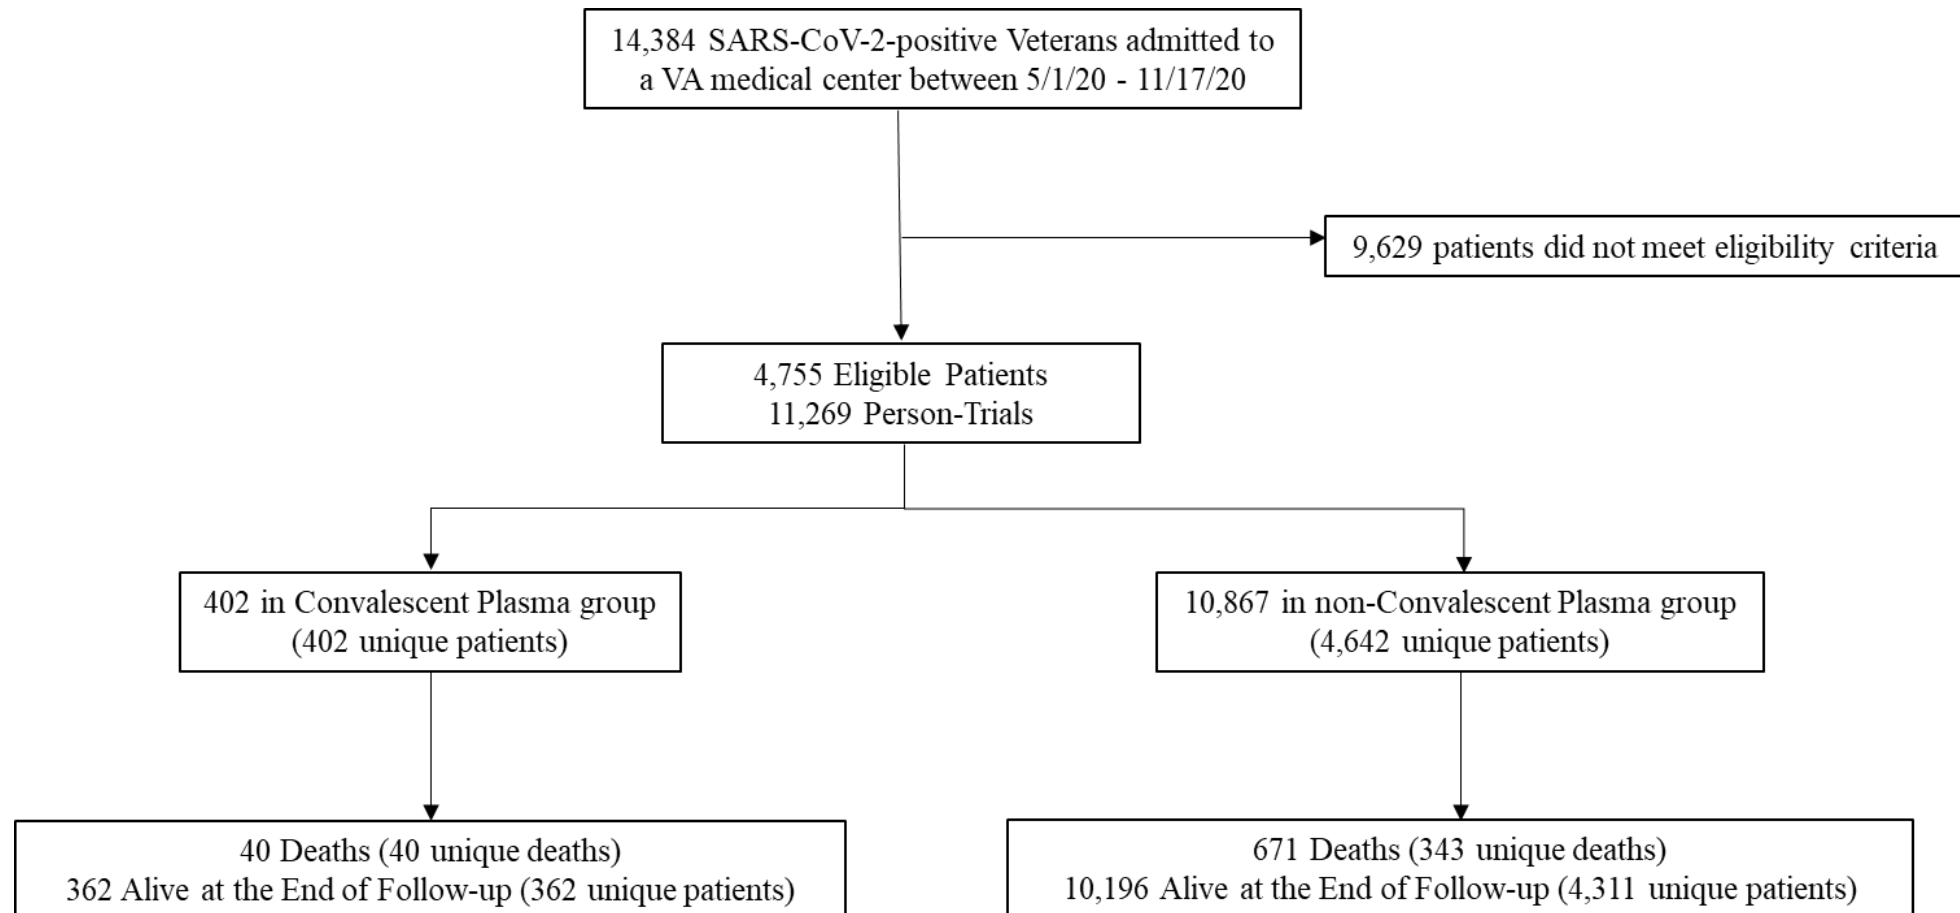 14,384 SARS-CoV-2-positive Veterans admitted to
a VA medical center between 5/1/20 - 11/17/20
9,629 patients did not meet eligibility criteria
4,755 Eligible Patients
11,269 Person-Trials
402 in Convalescent Plasma group
(402 unique patients)
10,867 in non-Convalescent Plasma group
(4,642 unique patients)
40 Deaths (40 unique deaths)
362 Alive at the End of Follow-up (362 unique patients)
671 Deaths (343 unique deaths)
10,196 Alive at the End of Follow-up (4,311 unique patients)